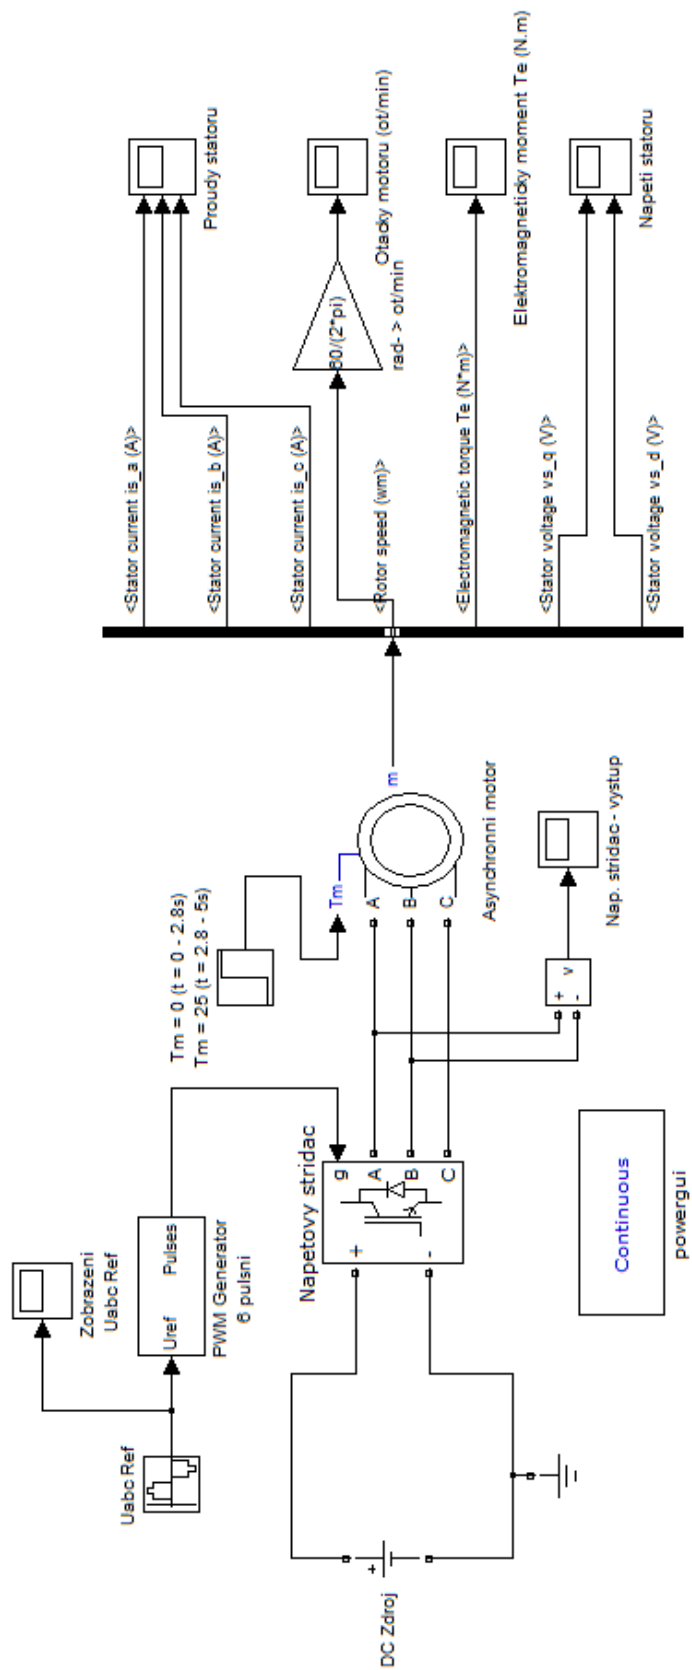 DC Zdroj
+
Uabc Ref
Zobrazeni
Uabc Ref
Uref
Pulses
PWM Generator
6 pulsni
Napetovy stridac
+
-
g
A
B
C
Continuous
powergui
Tm = 0 (t = 0 - 2.8s)
Tm = 25 (t = 2.8 - 5s)
Tm
A
B
C
m
Asynchronni motor
+
-
v
Nap. stridac - vystup
<Stator current is_a (A)>
<Stator current is_b (A)>
<Stator current is_c (A)>
<Rotor speed (wm)>
<Electromagnetic torque Te (N*m)>
<Stator voltage vs_q (V)>
<Stator voltage vs_d (V)>
60/(2*pi)
rad- > ot/min
Proudy statoru
Otacky motoru (ot/min)
Elektromagneticky moment Te (N.m)
Napeti statoru